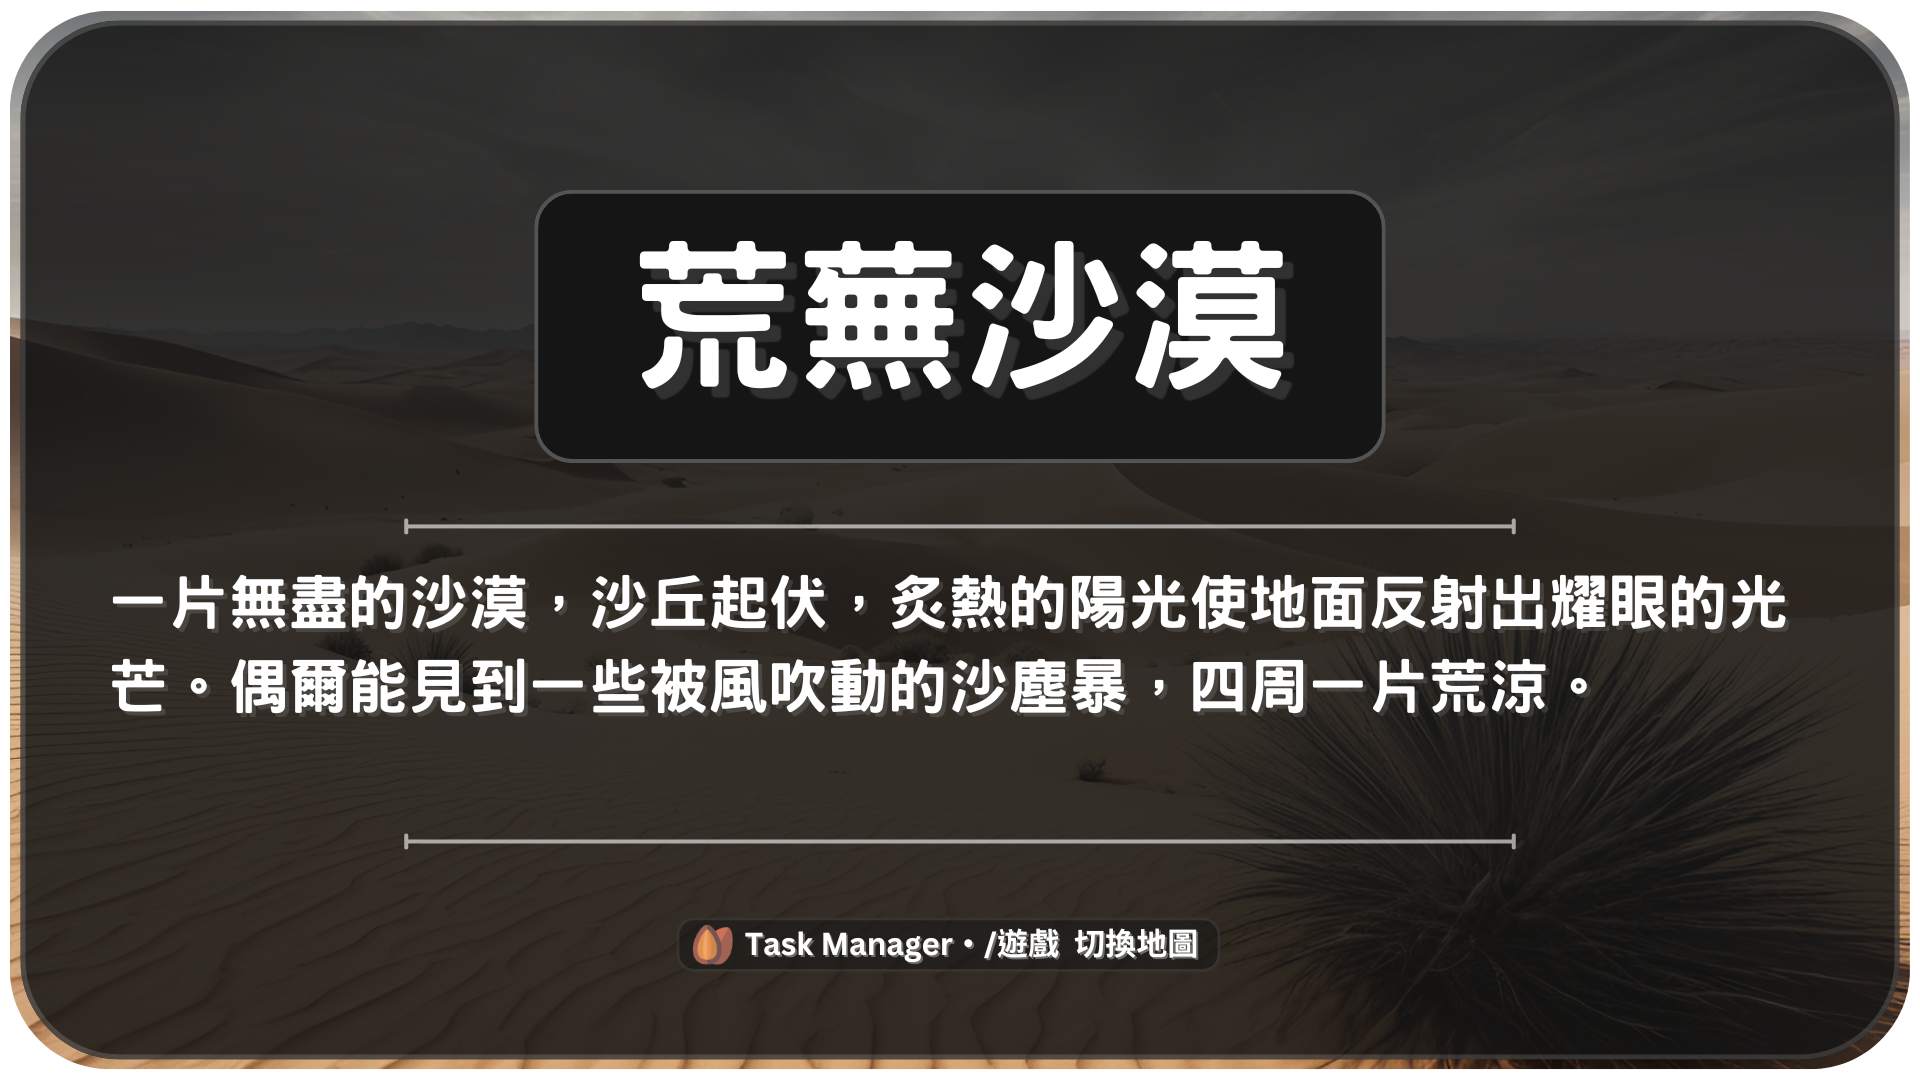 荒蕪沙漠
一片無盡的沙漠，沙丘起伏，炙熱的陽光使地面反射出耀眼的光
芒。偶爾能見到一些被風吹動的沙塵暴，四周一片荒涼。
Task Manager • /遊戲 切換地圖